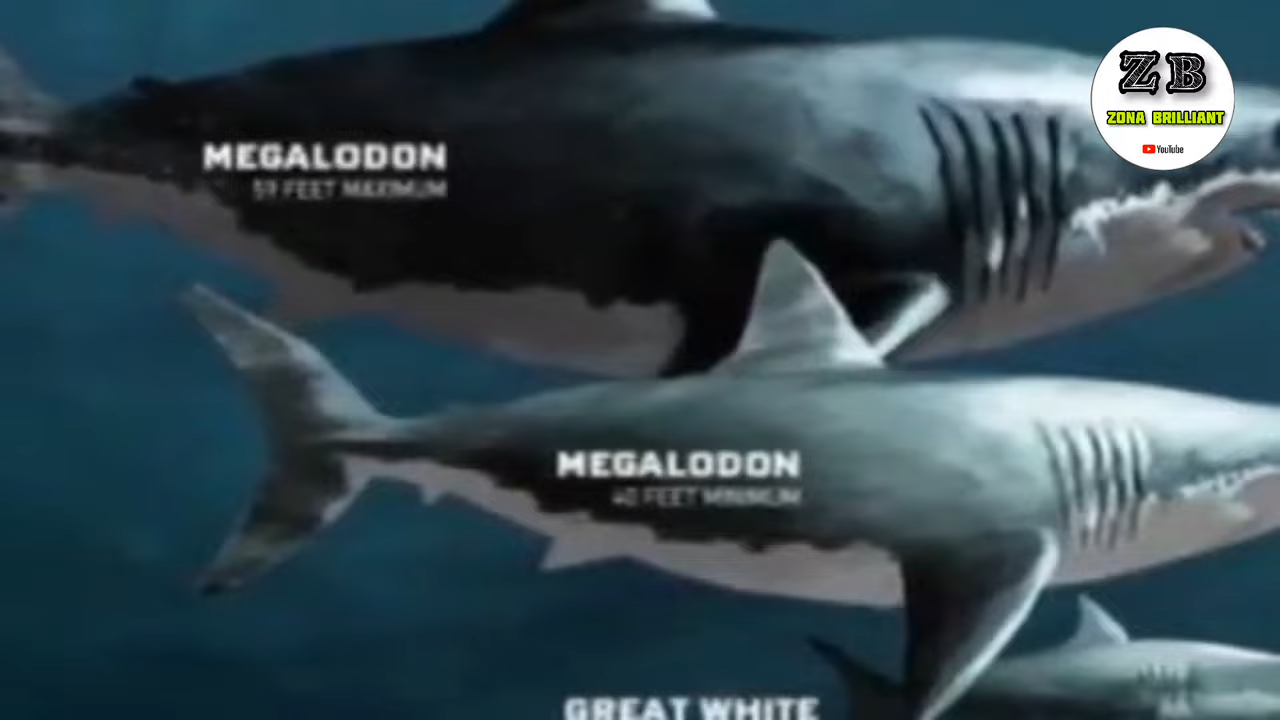 ZB
ZONA BRILLIANT
YouTube
MEGALODON
59 FEET MAXIMUM
MEGALODON
40 FEET MINIMUM
GREAT WHITE